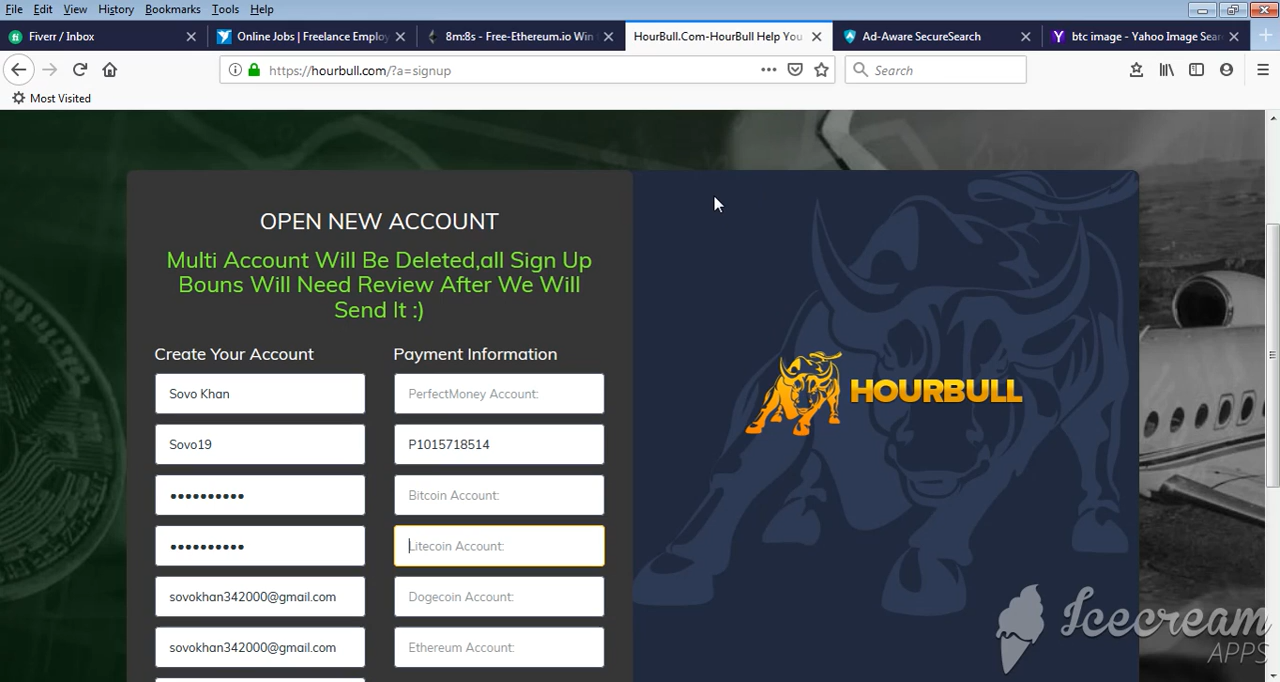 File Edit View History Bookmarks Tools Help
Fiverr / Inbox
Online Jobs | Freelance Employ
8m:8s - Free-Ethereum.io Win
HourBull.Com-HourBull Help You
Ad-Aware SecureSearch
btc image - Yahoo Image Sear
https://hourbull.com/?a=signup
Search
Most Visited
OPEN NEW ACCOUNT
Multi Account Will Be Deleted,all Sign Up
Bouns Will Need Review After We Will
Send It :)
Create Your Account
Payment Information
Sovo Khan
PerfectMoney Account:
Sovo19
P1015718514
Bitcoin Account:
Litecoin Account:
sovokhan342000@gmail.com
Dogecoin Account:
sovokhan342000@gmail.com
Ethereum Account:
HOURBULL
Icecream
APPS